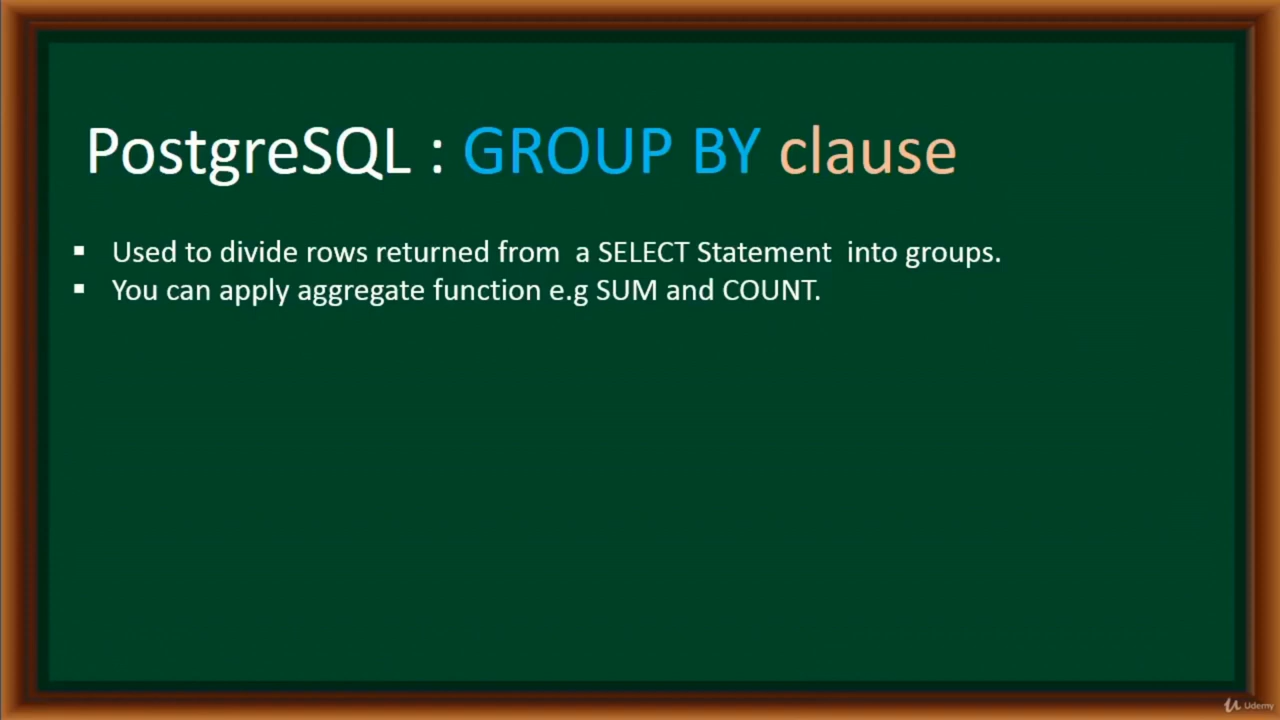 PostgreSQL : GROUP BY clause
▪ Used to divide rows returned from a SELECT Statement into groups.
▪ You can apply aggregate function e.g SUM and COUNT.
Udemy